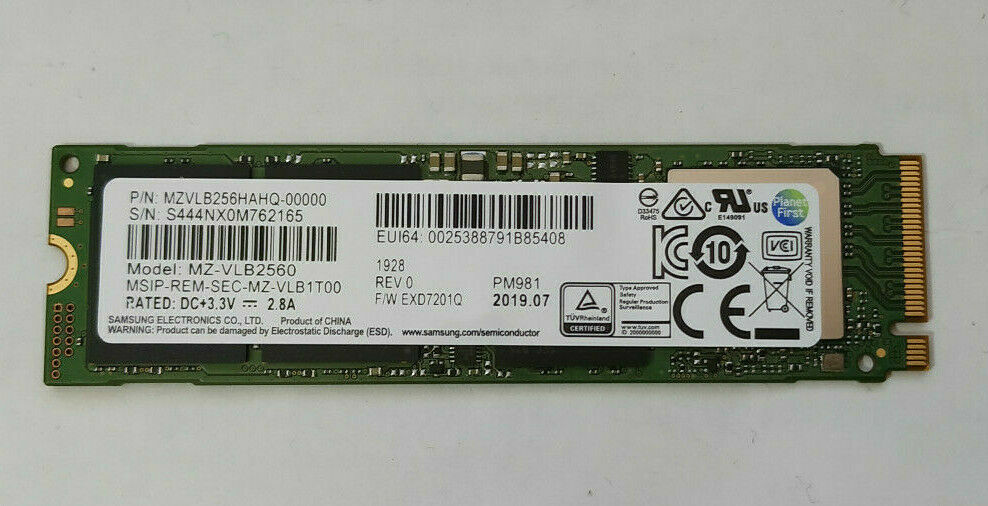 P/N: MZVLB256HAHQ-00000
S/N: S444NX0M762165
Model: MZ-VLB2560
MSIP-REM-SEC-MZ-VLB1T00
RATED: DC+3.3V ⎓ 2.8A
SAMSUNG ELECTRONICS CO., LTD. Product of CHINA
WARNING: Product can be damaged by Electrostatic Discharge (ESD). www.samsung.com/semiconductor
EUI64: 0025388791B85408
1928
REV 0 PM981
F/W EXD7201Q 2019.07
D33475
RoHS
C RU US
E149091
Planet
First
10
VCI
TÜVRheinland
CERTIFIED
Type Approved
Safety
Regular Production
Surveillance
www.tuv.com
ID 2000000000
WARRANTY VOID IF REMOVED